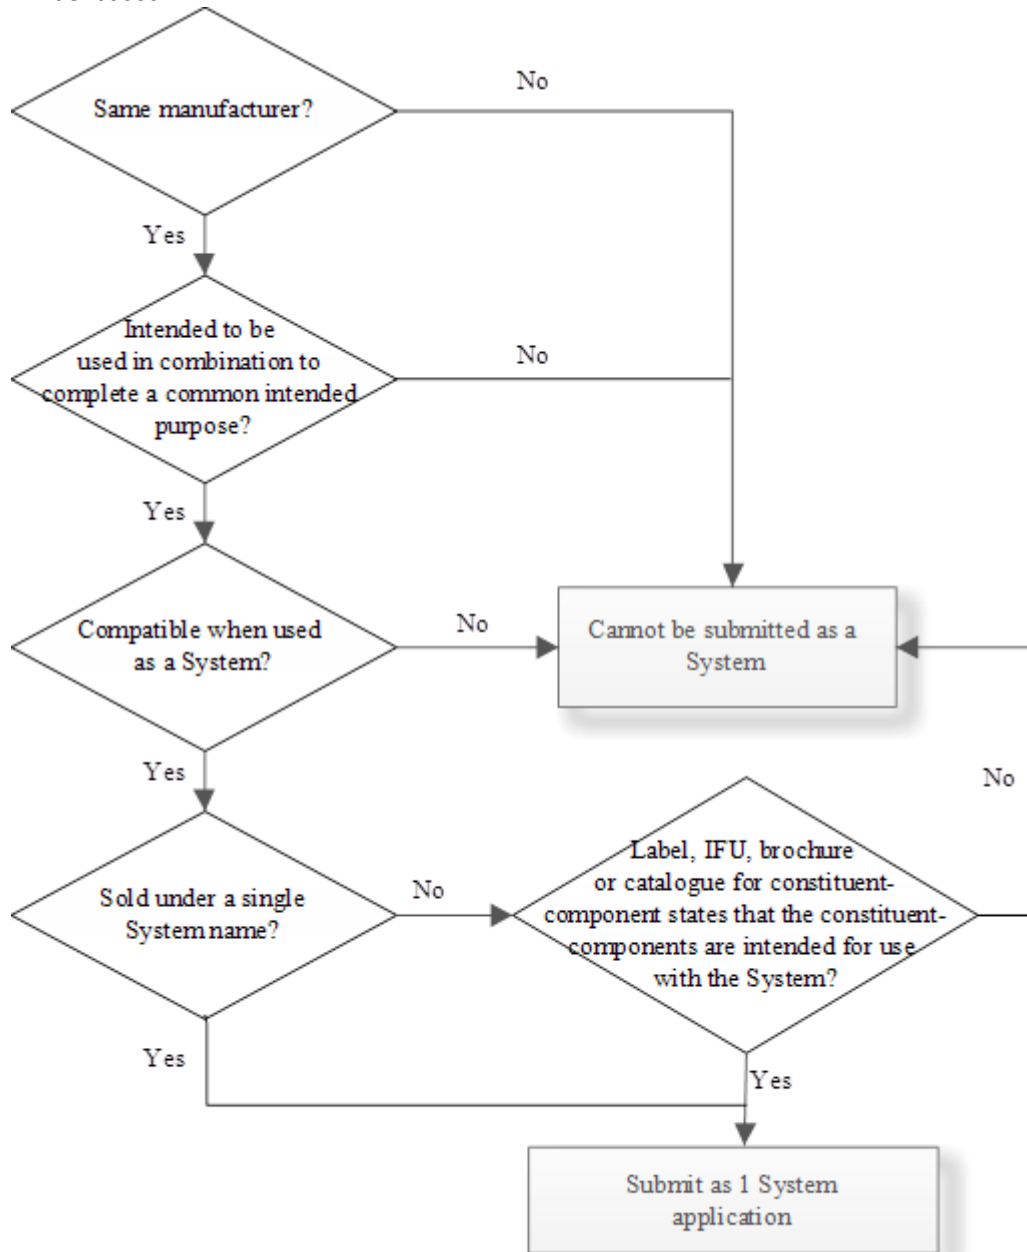 No
Same manufacturer?
Yes
Intended to be
used in combination to
complete a common intended
purpose?
No
Yes
Compatible when used
as a System?
No
Cannot be submitted as a
System
Yes
No
Sold under a single
System name?
No
Label, IFU, brochure
or catalogue for constituent-
component states that the constituent-
components are intended for use
with the System?
Yes
Yes
Submit as 1 System
application